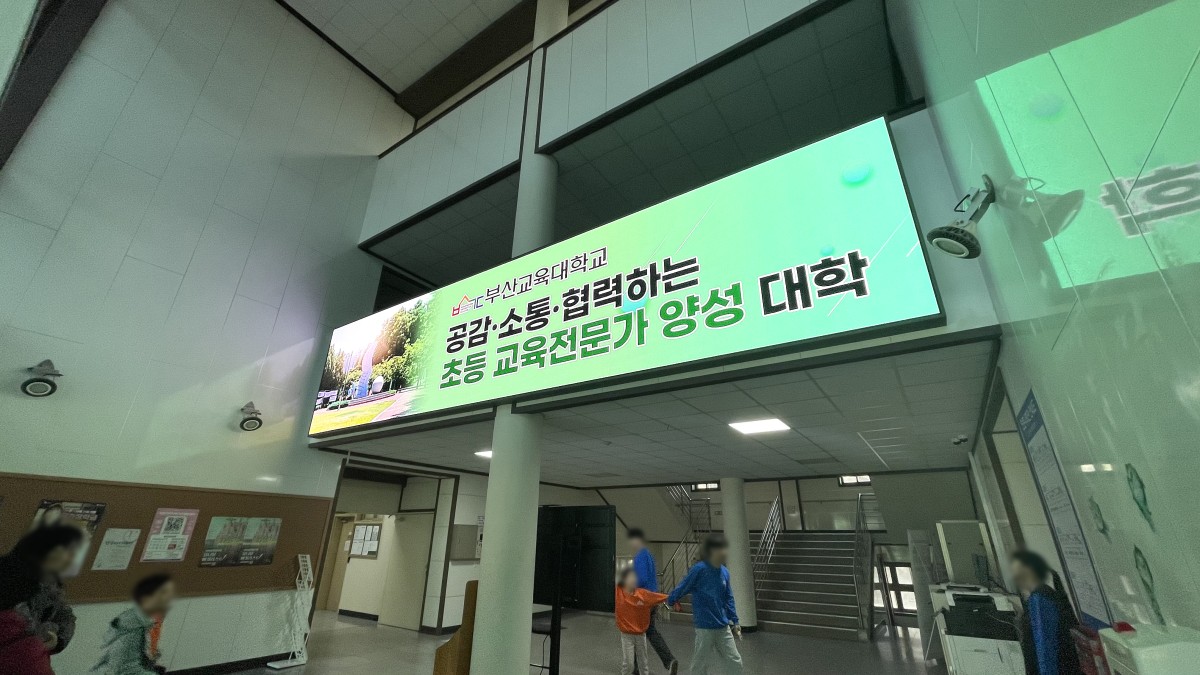 부산교육대학교
공감·소통·협력하는
초등 교육전문가 양성 대학